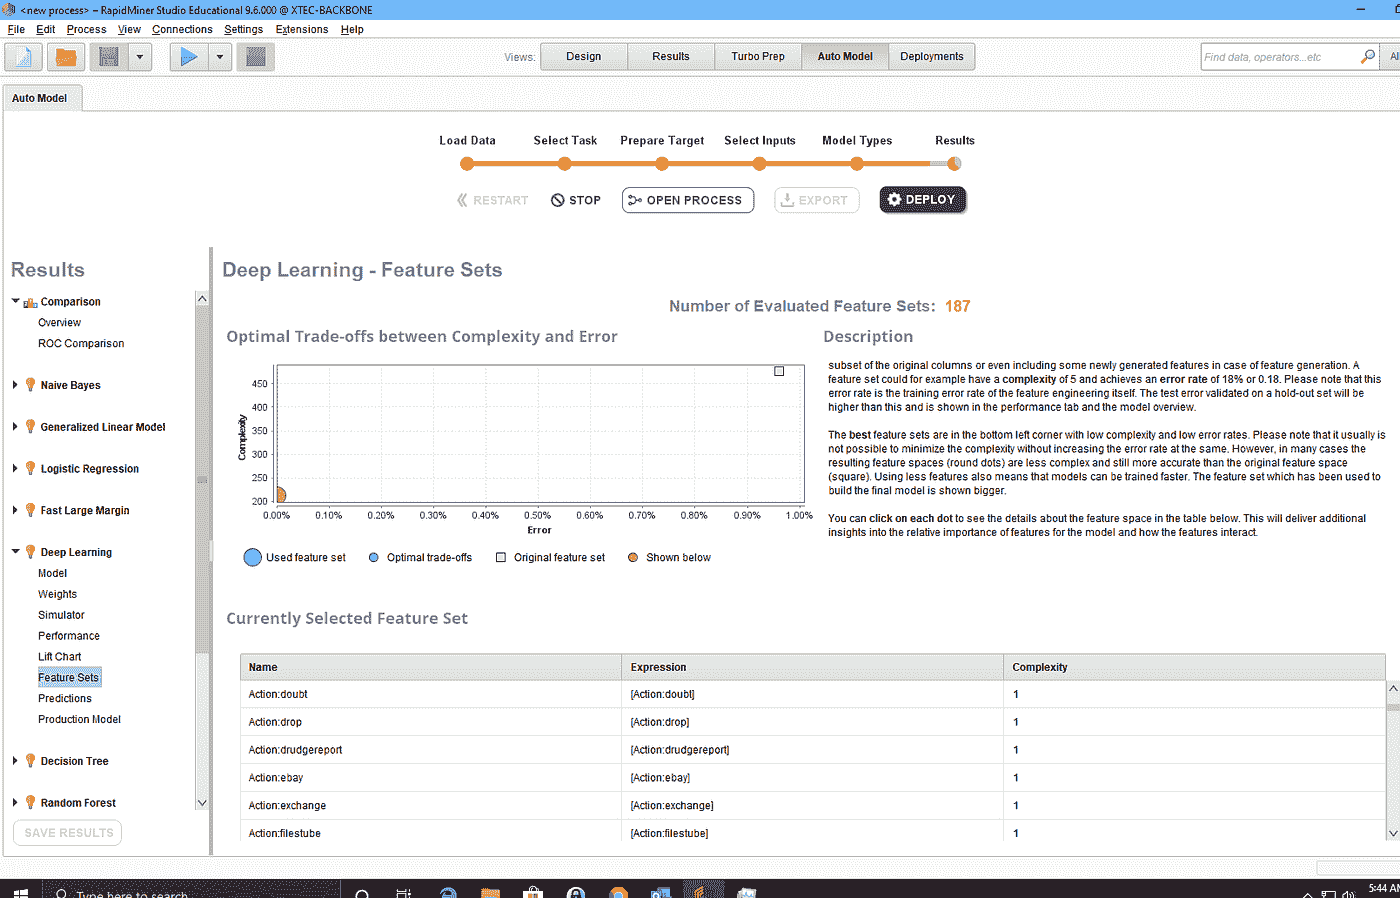 <new process> – RapidMiner Studio Educational 9.6.000 @ XTEC-BACKBONE
File Edit Process View Connections Settings Extensions Help
Views: Design Results Turbo Prep Auto Model Deployments Find data, operators...etc
Auto Model
Load Data Select Task Prepare Target Select Inputs Model Types Results
RESTART STOP OPEN PROCESS EXPORT DEPLOY
Results
Comparison
Overview
ROC Comparison
Naive Bayes
Generalized Linear Model
Logistic Regression
Fast Large Margin
Deep Learning
Model
Weights
Simulator
Performance
Lift Chart
Feature Sets
Predictions
Production Model
Decision Tree
Random Forest
SAVE RESULTS
Deep Learning - Feature Sets
Number of Evaluated Feature Sets: 187
Optimal Trade-offs between Complexity and Error
Complexity
450
400
350
300
250
200
0.00% 0.10% 0.20% 0.30% 0.40% 0.50% 0.60% 0.70% 0.80% 0.90% 1.00%
Error
Used feature set Optimal trade-offs Original feature set Shown below
Description
subset of the original columns or even including some newly generated features in case of feature generation. A
feature set could for example have a complexity of 5 and achieves an error rate of 18% or 0.18. Please note that this
error rate is the training error rate of the feature engineering itself. The test error validated on a hold-out set will be
higher than this and is shown in the performance tab and the model overview.
The best feature sets are in the bottom left corner with low complexity and low error rates. Please note that it usually is
not possible to minimize the complexity without increasing the error rate at the same. However, in many cases the
resulting feature spaces (round dots) are less complex and still more accurate than the original feature space
(square). Using less features also means that models can be trained faster. The feature set which has been used to
build the final model is shown bigger.
You can click on each dot to see the details about the feature space in the table below. This will deliver additional
insights into the relative importance of features for the model and how the features interact.
Currently Selected Feature Set
Name Expression Complexity
Action:doubt [Action:doubt] 1
Action:drop [Action:drop] 1
Action:drudgereport [Action:drudgereport] 1
Action:ebay [Action:ebay] 1
Action:exchange [Action:exchange] 1
Action:filestube [Action:filestube] 1
Type here to search
5:44 AM